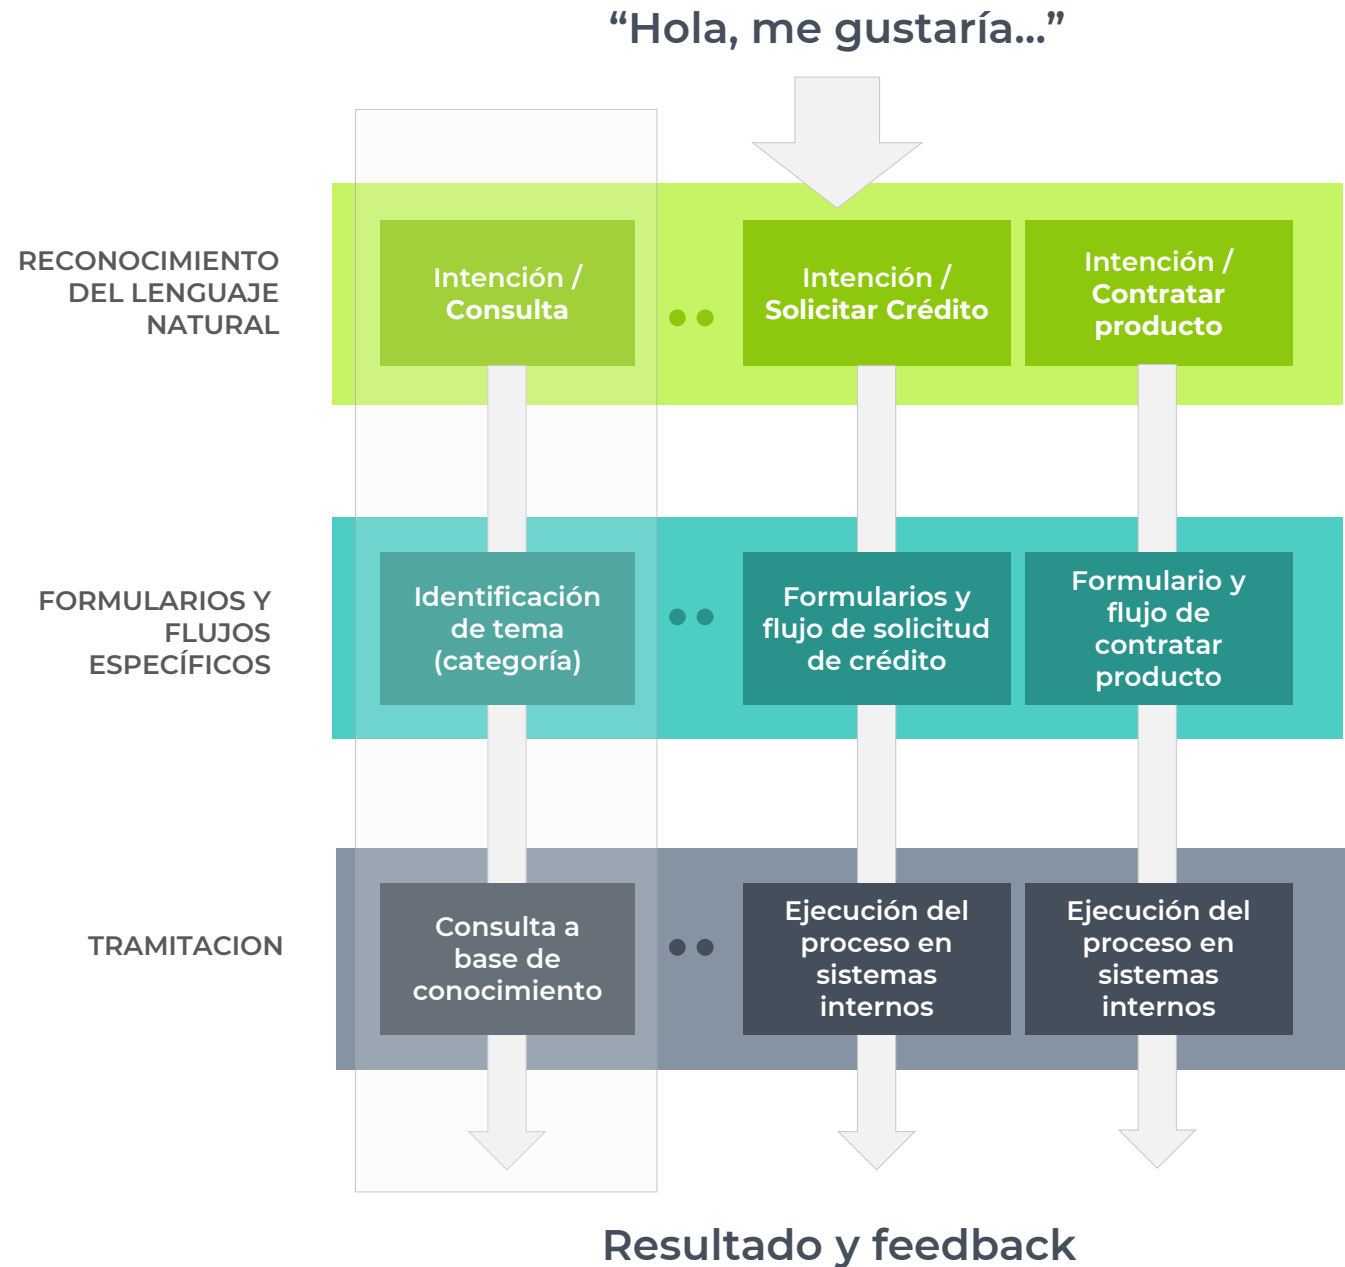 “Hola, me gustaría...”
RECONOCIMIENTO
DEL LENGUAJE
NATURAL
Intención /
Consulta
Intención /
Solicitar Crédito
Intención /
Contratar
producto
FORMULARIOS Y
FLUJOS
ESPECÍFICOS
Identificación
de tema
(categoría)
Formularios y
flujo de solicitud
de crédito
Formulario y
flujo de
contratar
producto
TRAMITACION
Consulta a
base de
conocimiento
Ejecución del
proceso en
sistemas
internos
Ejecución del
proceso en
sistemas
internos
Resultado y feedback